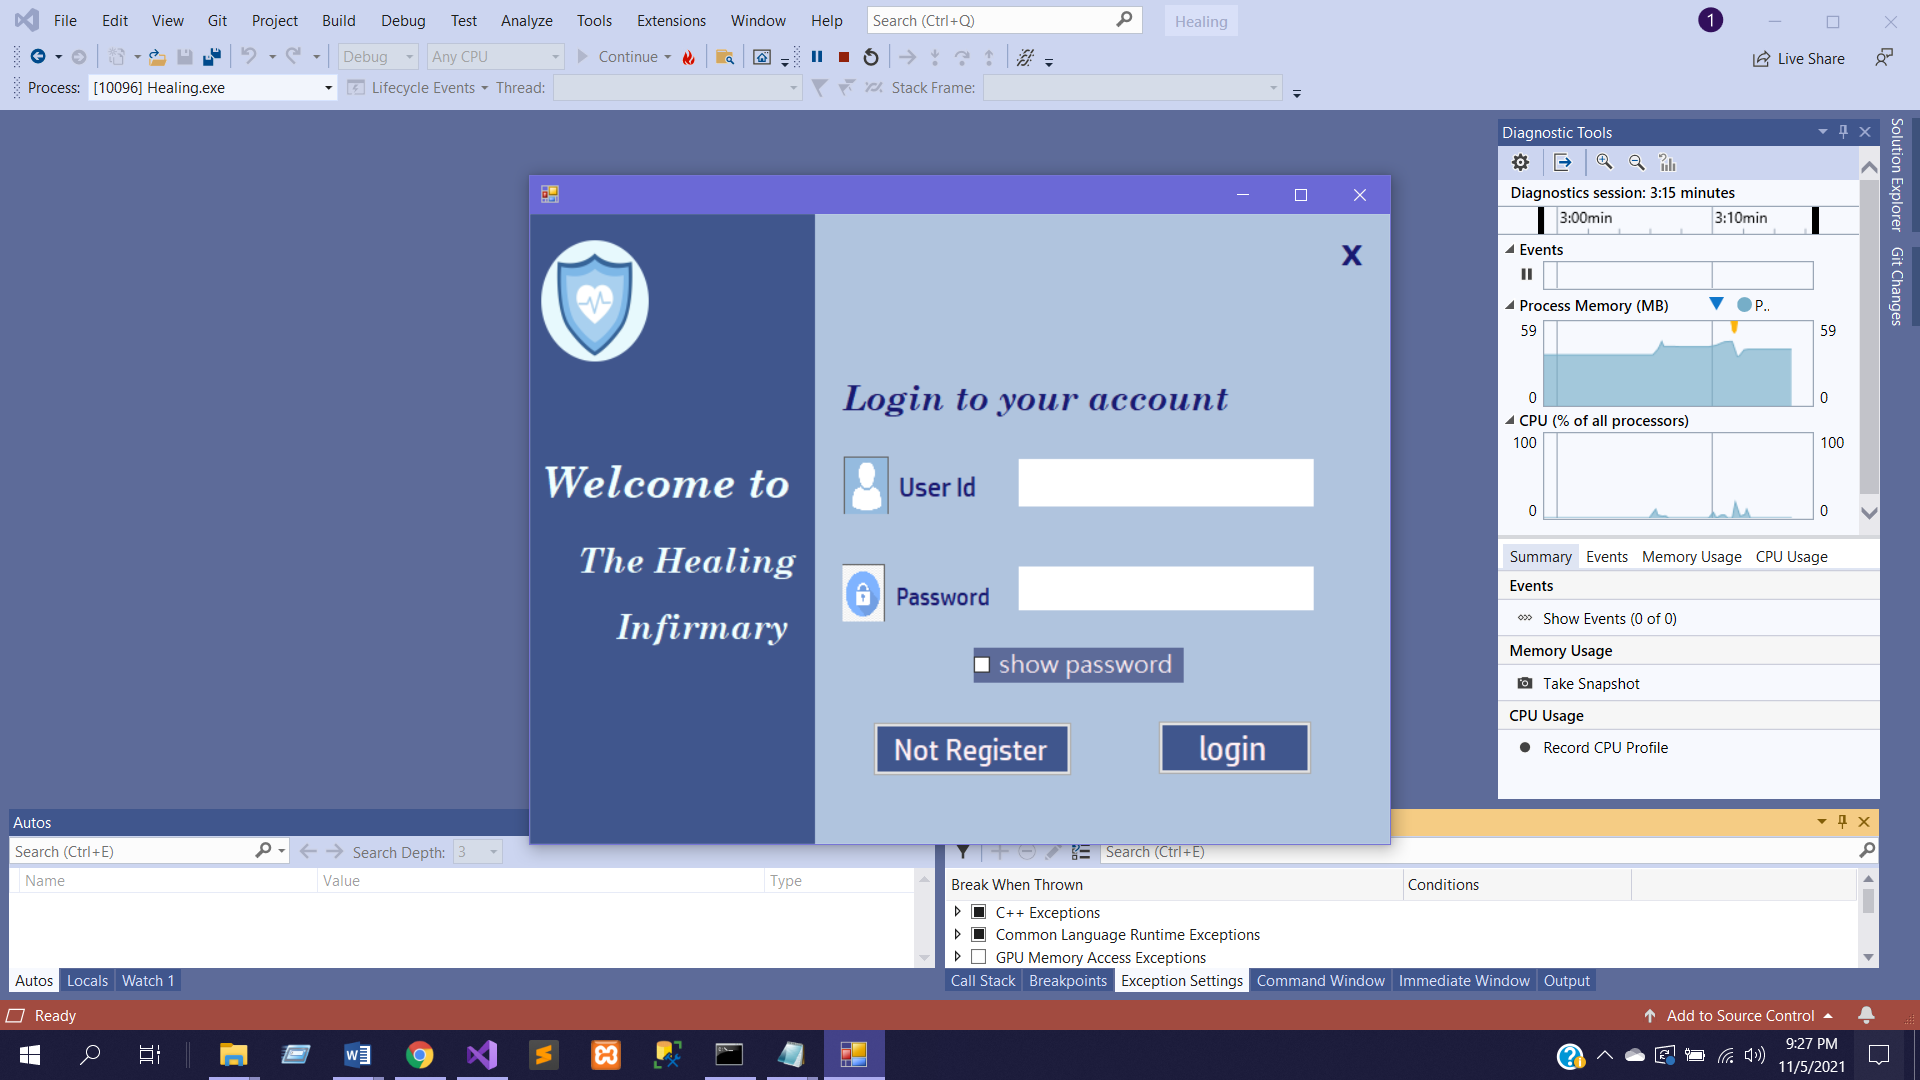 File Edit View Git Project Build Debug Test Analyze Tools Extensions Window Help Search (Ctrl+Q) Healing 1
Debug Any CPU Continue Live Share
Process: [10096] Healing.exe Lifecycle Events Thread: Stack Frame:
Diagnostic Tools
Diagnostics session: 3:15 minutes
3:00min 3:10min
Events
Process Memory (MB) P..
59 59
0 0
CPU (% of all processors)
100 100
0 0
Summary Events Memory Usage CPU Usage
Events
Show Events (0 of 0)
Memory Usage
Take Snapshot
CPU Usage
Record CPU Profile
Solution Explorer
Git Changes
Welcome to
The Healing
Infirmary
X
Login to your account
User Id
Password
show password
Not Register login
Autos
Search (Ctrl+E) Search Depth: 3
Name Value Type
Autos Locals Watch 1
Search (Ctrl+E)
Break When Thrown Conditions
C++ Exceptions
Common Language Runtime Exceptions
GPU Memory Access Exceptions
Call Stack Breakpoints Exception Settings Command Window Immediate Window Output
Ready Add to Source Control
9:27 PM
11/5/2021